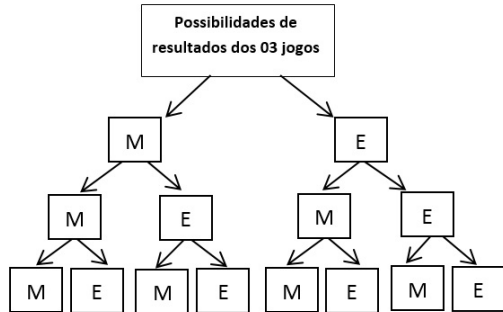 Possibilidades de
resultados dos 03 jogos
M E
M E M E
M E M E M E M E